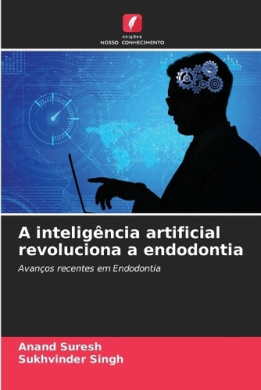 edições
NOSSO CONHECIMENTO
A inteligência artificial
revoluciona a endodontia
Avanços recentes em Endodontia
Anand Suresh
Sukhvinder Singh